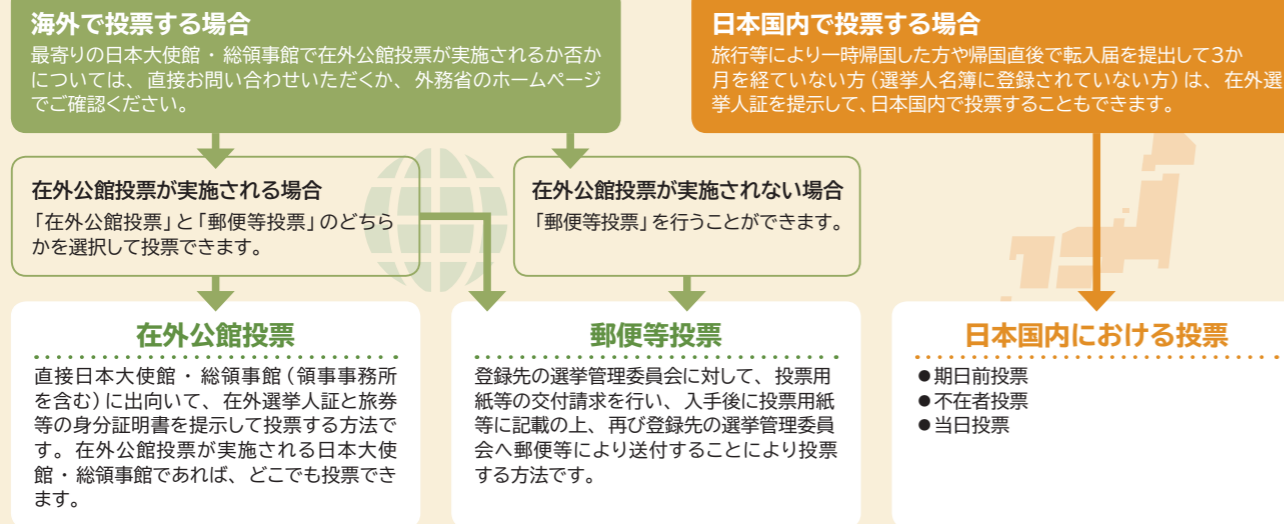 海外で投票する場合
最寄りの日本大使館・総領事館で在外公館投票が実施されるか否か
については、直接お問い合わせいただくか、外務省のホームページ
でご確認ください。
日本国内で投票する場合
旅行等により一時帰国した方や帰国直後で転入届を提出して3か
月を経ていない方(選挙人名簿に登録されていない方)は、在外選
挙人証を提示して、日本国内で投票することもできます。
在外公館投票が実施される場合
「在外公館投票」と「郵便等投票」のどちら
かを選択して投票できます。
在外公館投票が実施されない場合
「郵便等投票」を行うことができます。
在外公館投票
直接日本大使館・総領事館(領事事務所
を含む)に出向いて、在外選挙人証と旅券
等の身分証明書を提示して投票する方法で
す。在外公館投票が実施される日本大使
館・総領事館であれば、どこでも投票でき
ます。
郵便等投票
登録先の選挙管理委員会に対して、投票用
紙等の交付請求を行い、入手後に投票用紙
等に記載の上、再び登録先の選挙管理委員
会へ郵便等により送付することにより投票
する方法です。
日本国内における投票
●期日前投票
●不在者投票
●当日投票